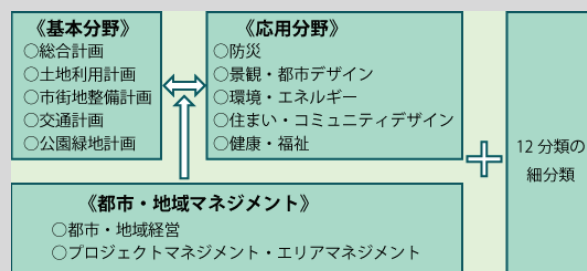 《基本分野》
○総合計画
○土地利用計画
○市街地整備計画
○交通計画
○公園緑地計画
《応用分野》
○防災
○景観・都市デザイン
○環境・エネルギー
○住まい・コミュニティデザイン
○健康・福祉
《都市・地域マネジメント》
○都市・地域経営
○プロジェクトマネジメント・エリアマネジメント
12分類の
細分類